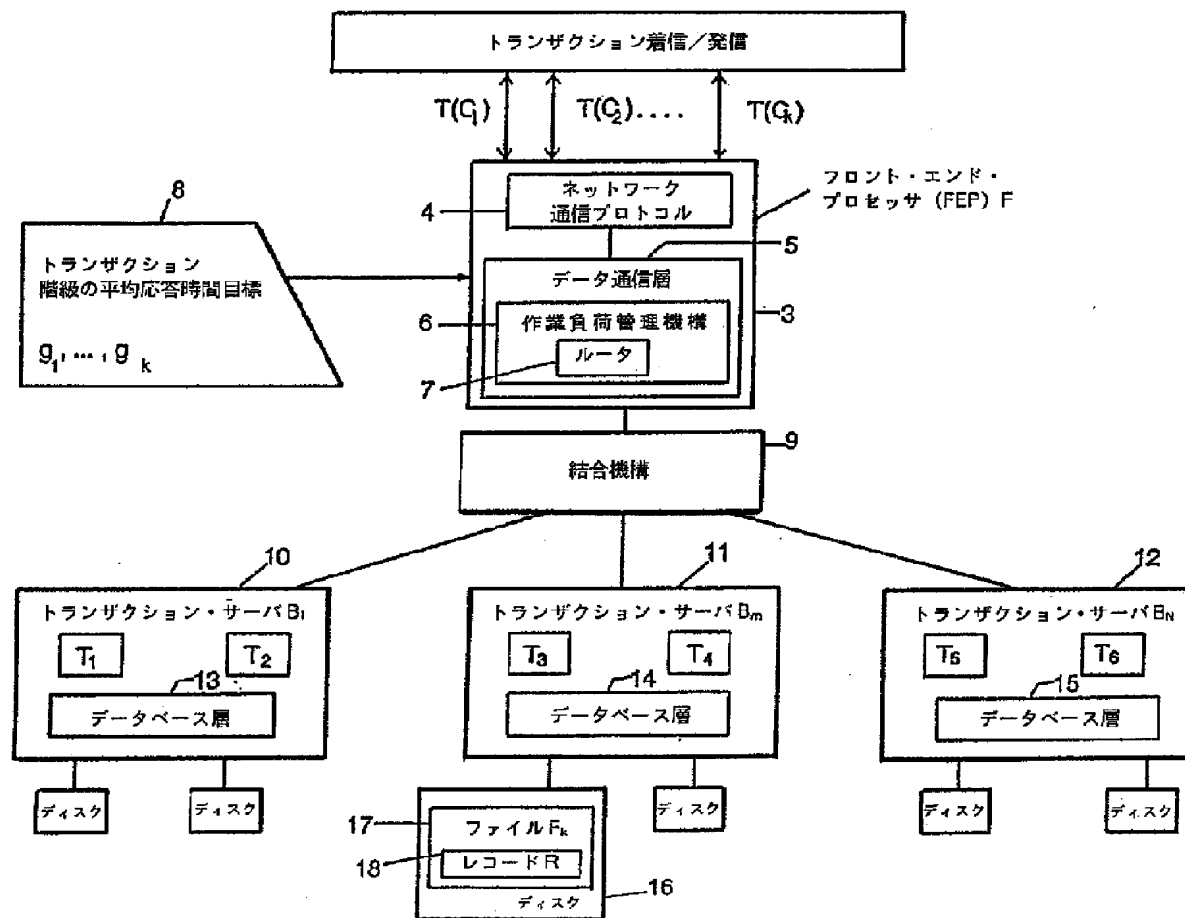 トランザクション着信／発信
T(C₁) T(C₂).... T(Cₖ)
8
フロント・エンド・
プロセッサ (FEP) F
ネットワーク
通信プロトコル
4
5
トランザクション
階級の平均応答時間目標
g₁, ... , g ₖ
データ通信層
3
6
作業負荷管理機構
ルータ
7
9
結合機構
10
11
12
トランザクション・サーバB₁
トランザクション・サーバBₘ
トランザクション・サーバB_N
T₁ T₂
T₃ T₄
T₅ T₆
13
14
15
データベース層
データベース層
データベース層
ディスク
ディスク
ディスク
ディスク
ディスク
17
ファイルFₖ
18
レコードR
ディスク
16